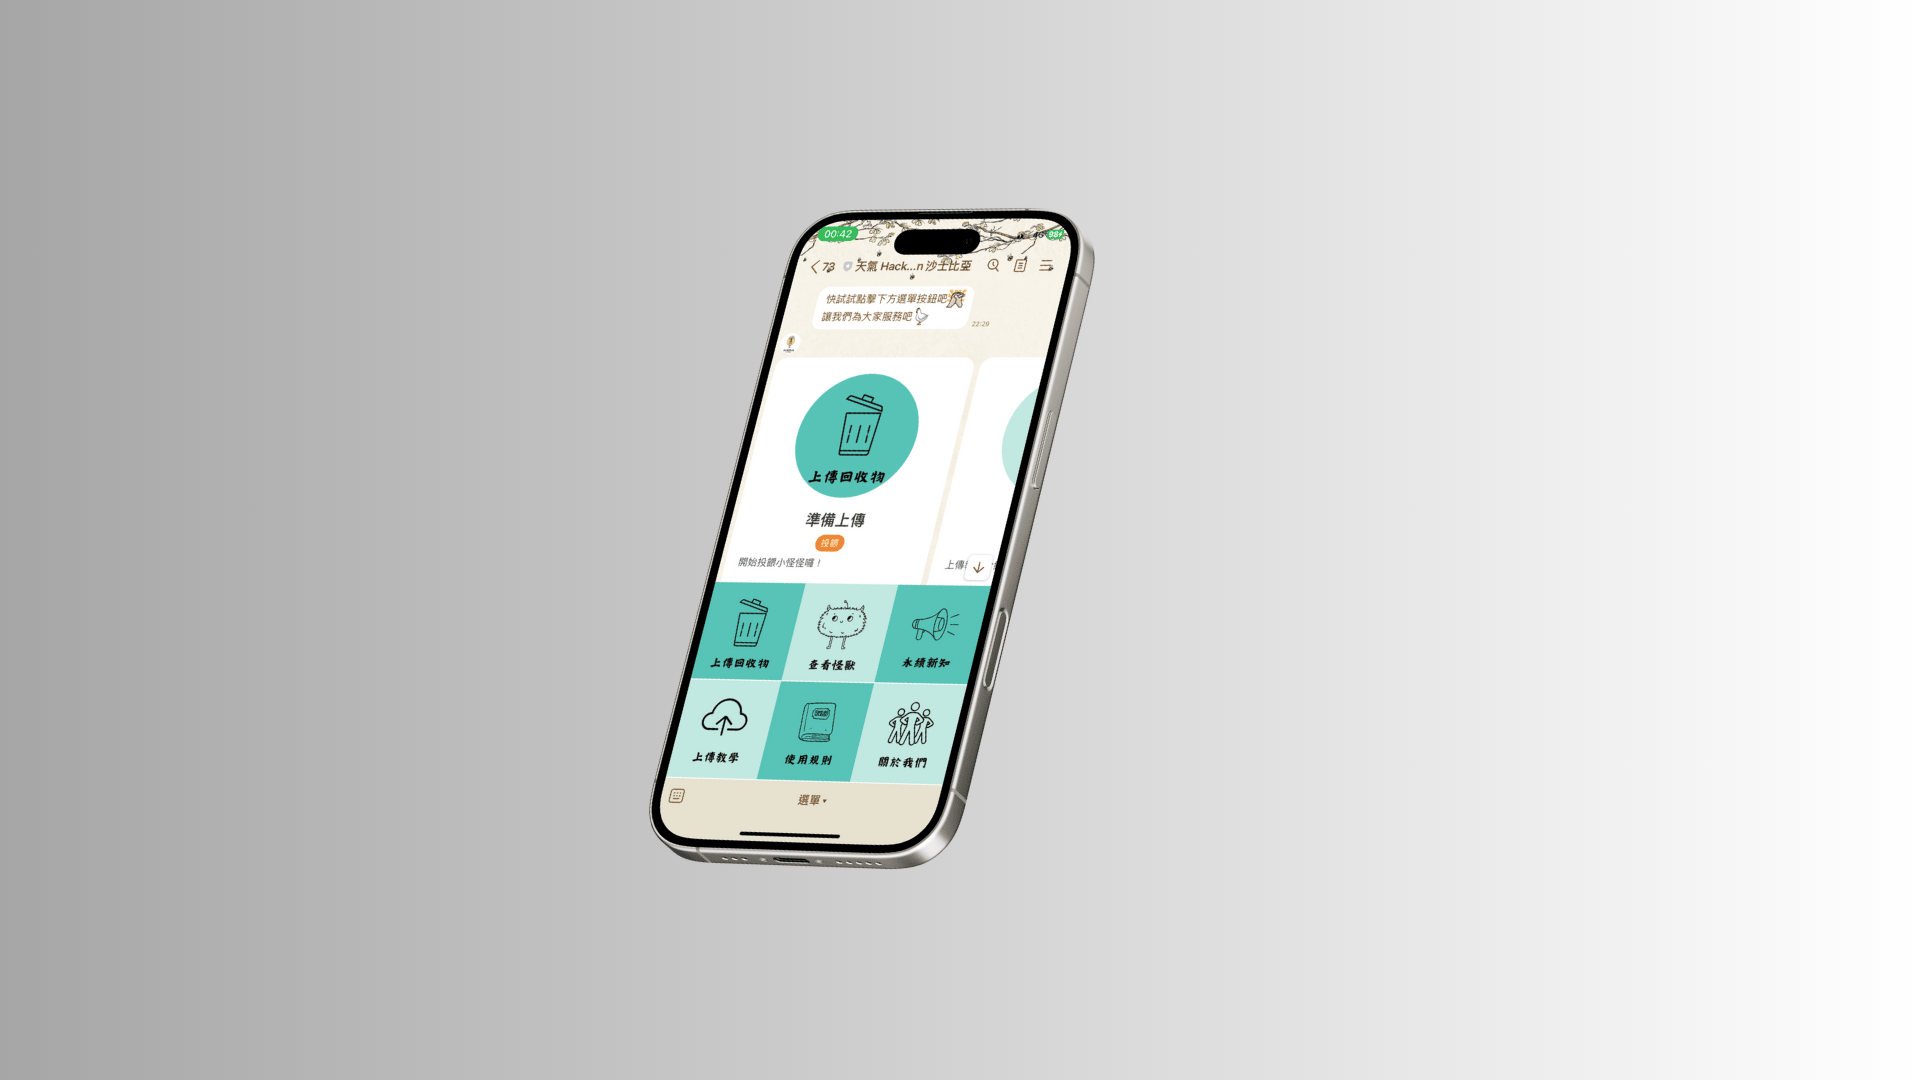 00:42
4G 98+
73 天氣 Hack...n 沙士比亞
快試試點擊下方選單按鈕吧
讓我們為大家服務吧
22:29
上傳回收物
準備上傳
投餵
開始投餵小怪怪囉！
上傳
上傳回收物
查看怪獸
永續新知
上傳教學
使用規則
關於我們
選單